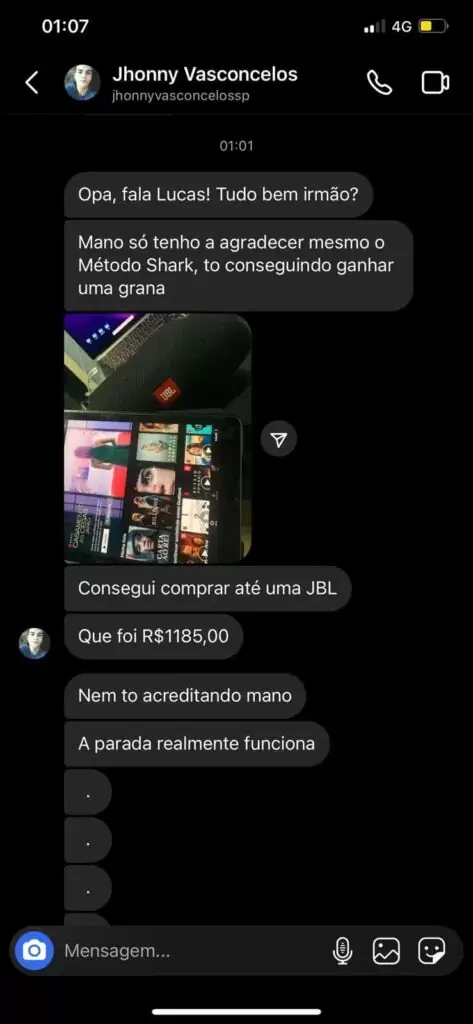 01:07
4G
Jhonny Vasconcelos
jhonnyvasconcelossp
01:01
Opa, fala Lucas! Tudo bem irmão?
Mano só tenho a agradecer mesmo o
Método Shark, to conseguindo ganhar
uma grana
JBL
Consegui comprar até uma JBL
Que foi R$1185,00
Nem to acreditando mano
A parada realmente funciona
.
.
.
Mensagem...